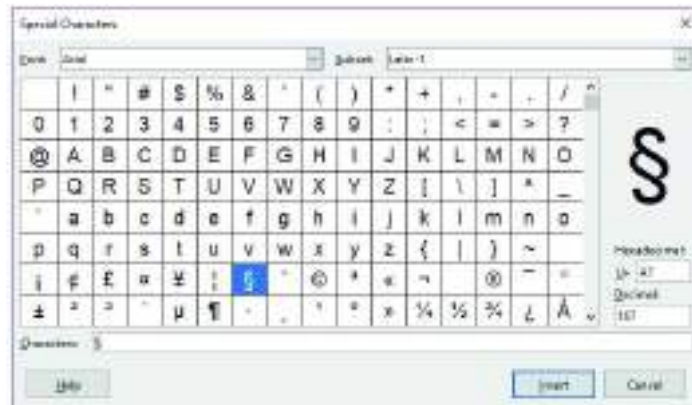 Special Characters
Font: Arial Subset: Latin-1
! " # $ % & ' ( ) * + , - . /
0 1 2 3 4 5 6 7 8 9 : ; < = > ?
@ A B C D E F G H I J K L M N O
P Q R S T U V W X Y Z [ \ ] ^ _
` a b c d e f g h i j k l m n o
p q r s t u v w x y z { | } ~
¡ ¢ £ ¤ ¥ ¦ § ¨ © ª « ¬ ® ¯ °
± ² ³ ´ µ ¶ · ¸ ¹ º » ¼ ½ ¾ ¿ À
§
Hexadecimal:
U+ A7
Decimal:
167
Characters: §
Help Insert Cancel